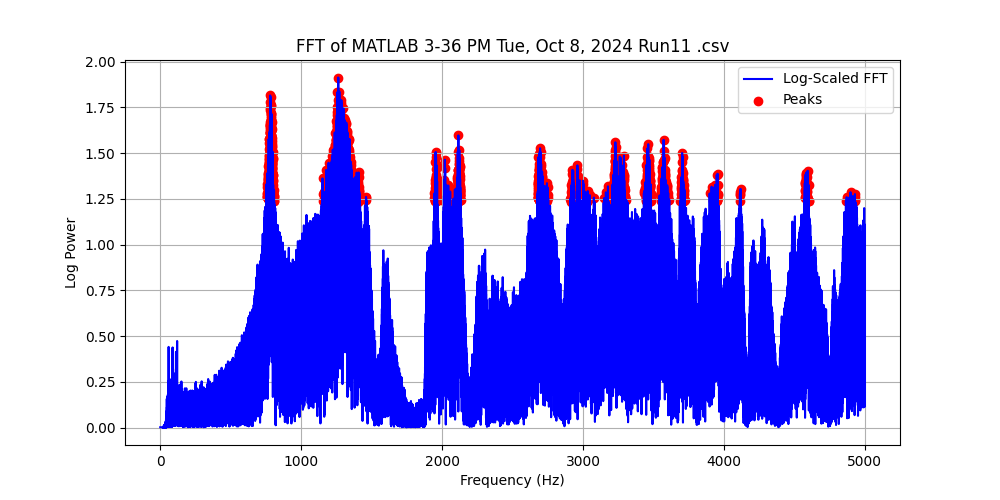 FFT of MATLAB 3-36 PM Tue, Oct 8, 2024 Run11 .csv
Log-Scaled FFT
Peaks
Log Power
2.00
1.75
1.50
1.25
1.00
0.75
0.50
0.25
0.00
0 1000 2000 3000 4000 5000
Frequency (Hz)